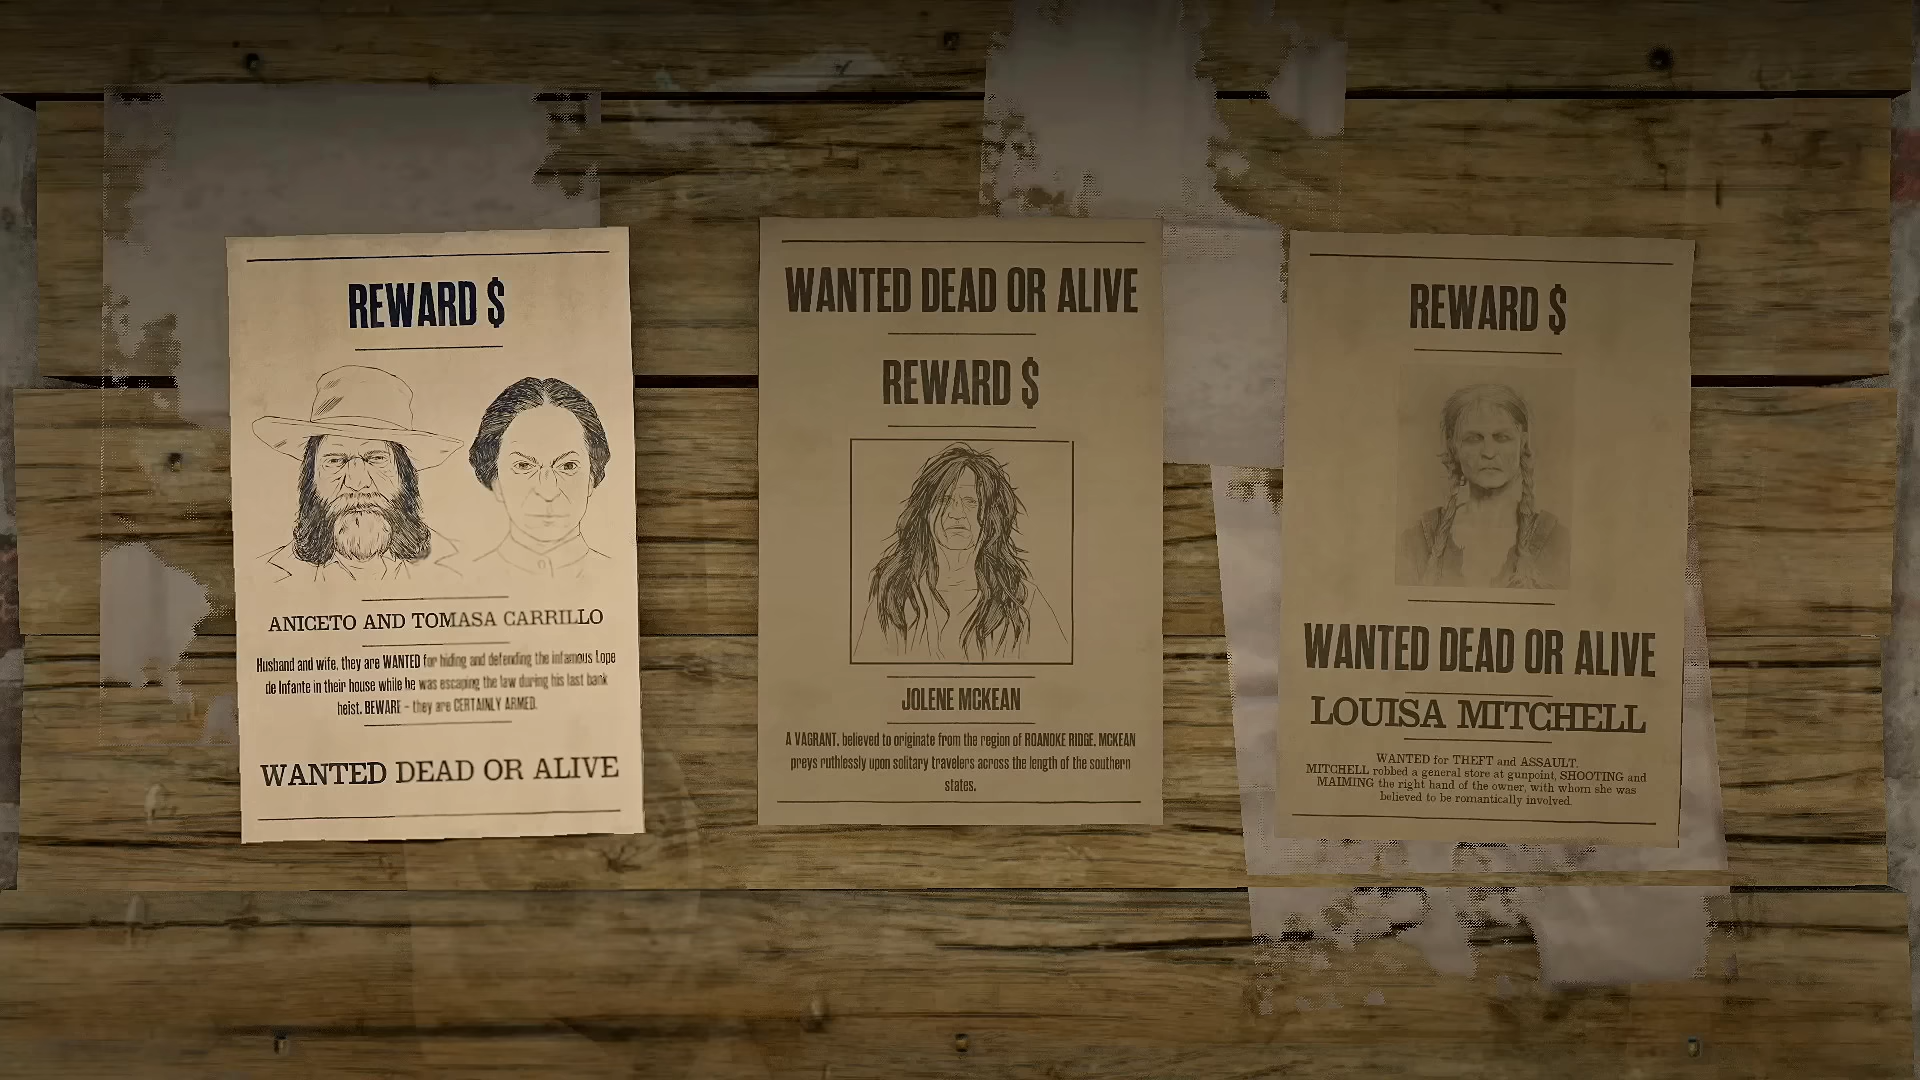 REWARD $
ANICETO AND TOMASA CARRILLO
Husband and wife, they are WANTED for hiding and defending the infamous Lope
de Infante in their house while he was escaping the law during his last bank
heist. BEWARE - they are CERTAINLY ARMED.
WANTED DEAD OR ALIVE
WANTED DEAD OR ALIVE
REWARD $
JOLENE MCKEAN
A VAGRANT, believed to originate from the region of ROANOKE RIDGE. MCKEAN
preys ruthlessly upon solitary travelers across the length of the southern
states.
REWARD $
WANTED DEAD OR ALIVE
LOUISA MITCHELL
WANTED for THEFT and ASSAULT.
MITCHELL robbed a general store at gunpoint, SHOOTING and
MAIMING the right hand of the owner, with whom she was
believed to be romantically involved.